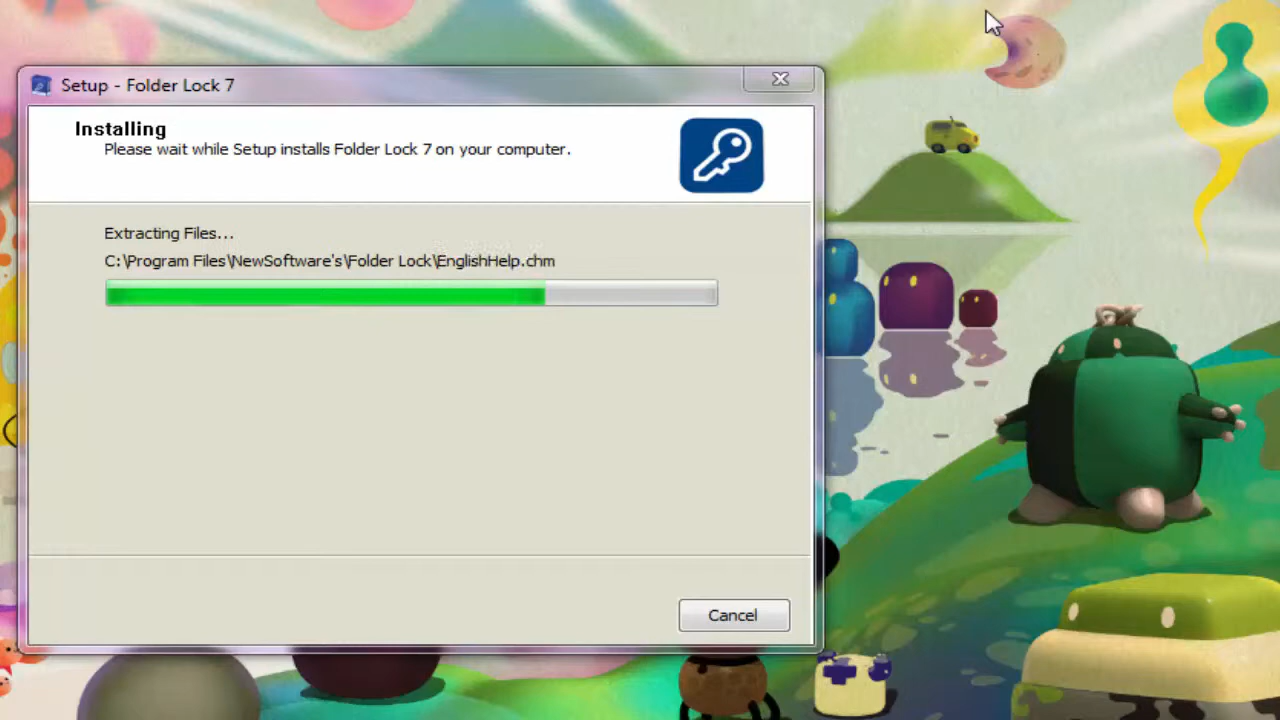 Setup - Folder Lock 7
Installing
Please wait while Setup installs Folder Lock 7 on your computer.
Extracting Files...
C:\Program Files\NewSoftware's\Folder Lock\EnglishHelp.chm
Cancel